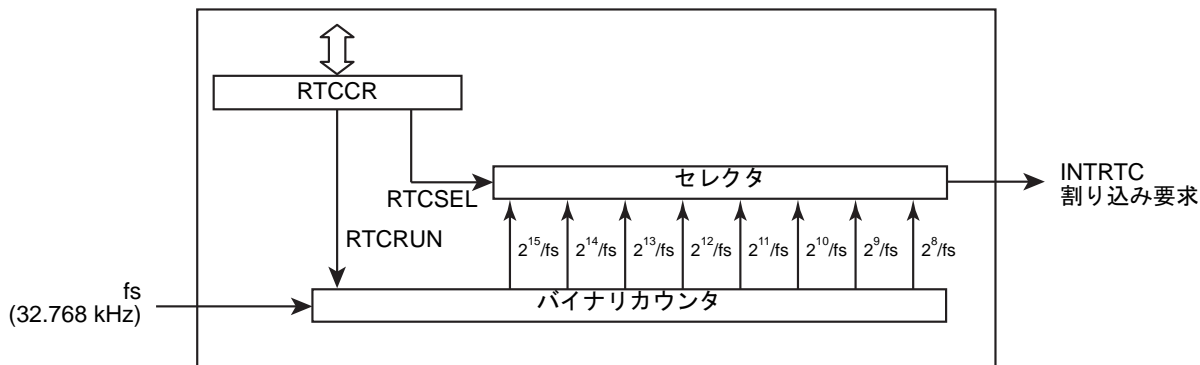 RTCCR
セレクタ
INTRTC
割り込み要求
RTCSEL
RTCRUN
2¹⁵/fs 2¹⁴/fs 2¹³/fs 2¹²/fs 2¹¹/fs 2¹⁰/fs 2⁹/fs 2⁸/fs
fs
(32.768 kHz)
バイナリカウンタ